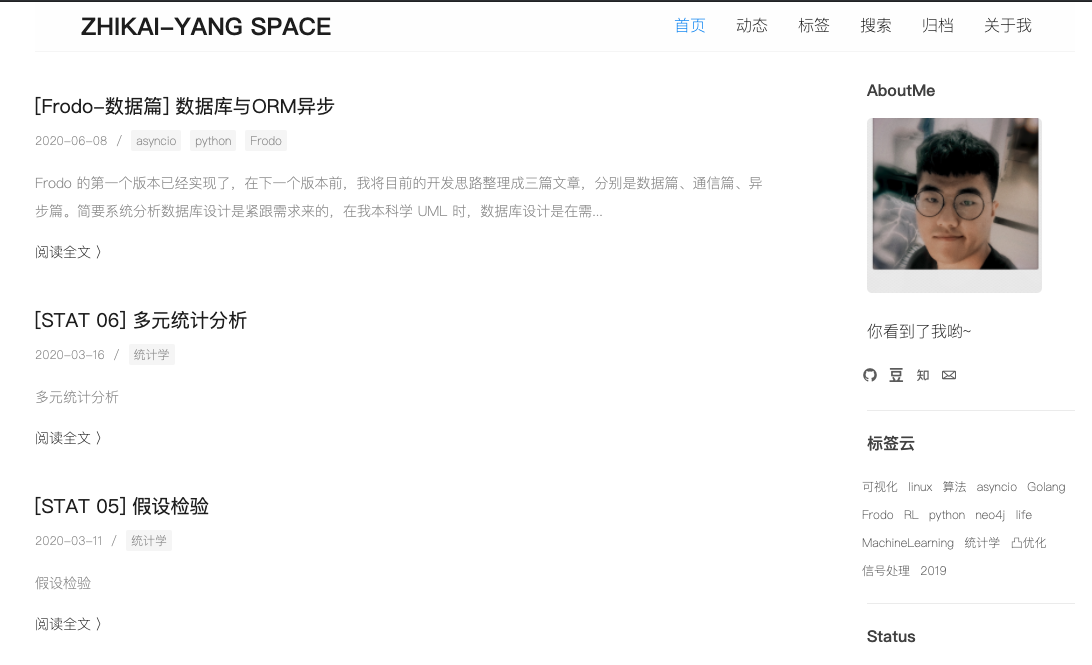 ZHIKAI-YANG SPACE
首页 动态 标签 搜索 归档 关于我
[Frodo-数据篇] 数据库与ORM异步
2020-06-08 / asyncio python Frodo
Frodo 的第一个版本已经实现了，在下一个版本前，我将目前的开发思路整理成三篇文章，分别是数据篇、通信篇、异
步篇。简要系统分析数据库设计是紧跟需求来的，在我本科学 UML 时，数据库设计是在需...
阅读全文 〉
[STAT 06] 多元统计分析
2020-03-16 / 统计学
多元统计分析
阅读全文 〉
[STAT 05] 假设检验
2020-03-11 / 统计学
假设检验
阅读全文 〉
AboutMe
你看到了我哟~
豆 知
标签云
可视化 linux 算法 asyncio Golang
Frodo RL python neo4j life
MachineLearning 统计学 凸优化
信号处理 2019
Status